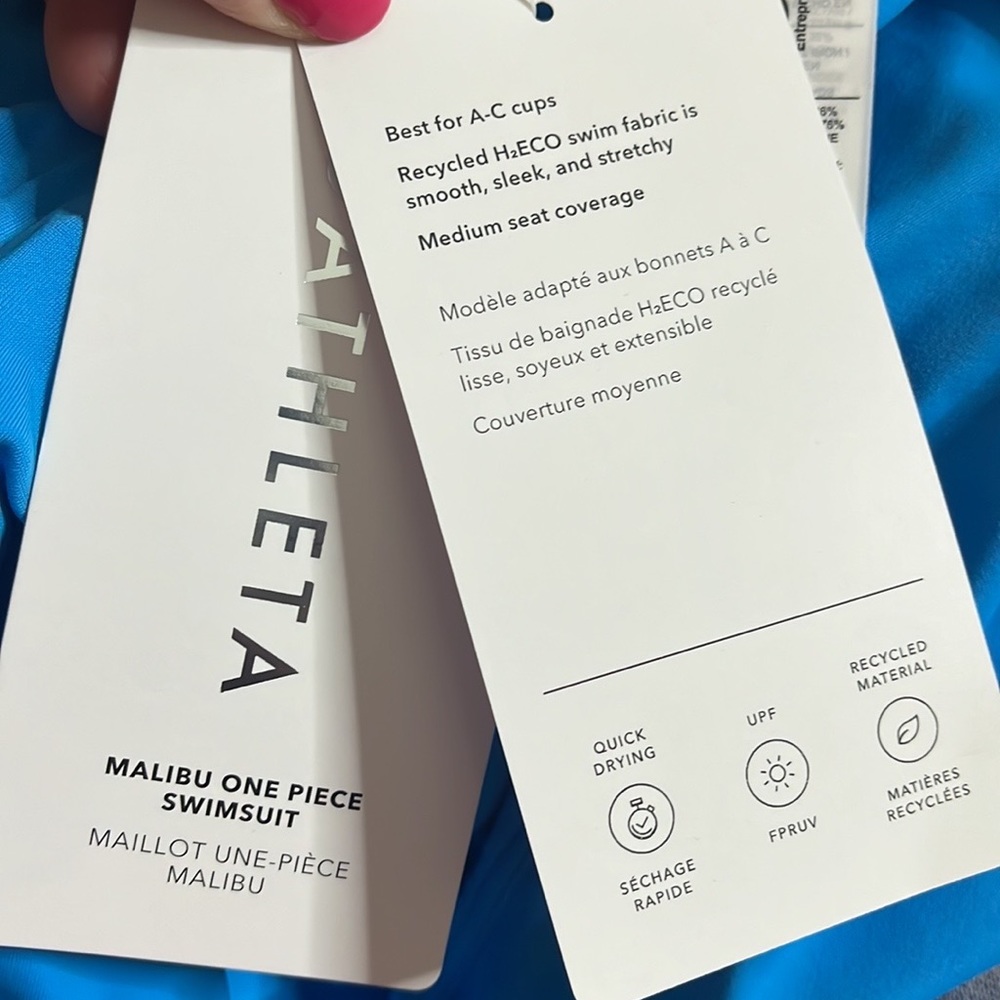 ATHLETA
MALIBU ONE PIECE
SWIMSUIT
MAILLOT UNE-PIÈCE
MALIBU
Best for A-C cups
Recycled H₂ECO swim fabric is
smooth, sleek, and stretchy
Medium seat coverage
Modèle adapté aux bonnets A à C
Tissu de baignade H₂ECO recyclé
lisse, soyeux et extensible
Couverture moyenne
QUICK
DRYING
SÉCHAGE
RAPIDE
UPF
FPRUV
RECYCLED
MATERIAL
MATIÈRES
RECYCLÉES